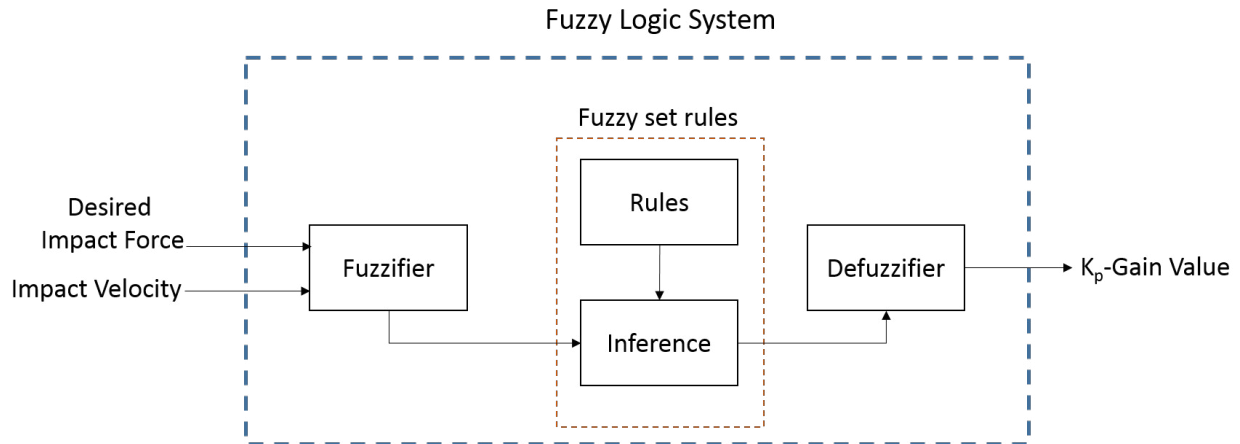 Fuzzy Logic System
Fuzzy set rules
Rules
Desired
Impact Force
Impact Velocity
Fuzzifier
Defuzzifier
Kₚ-Gain Value
Inference